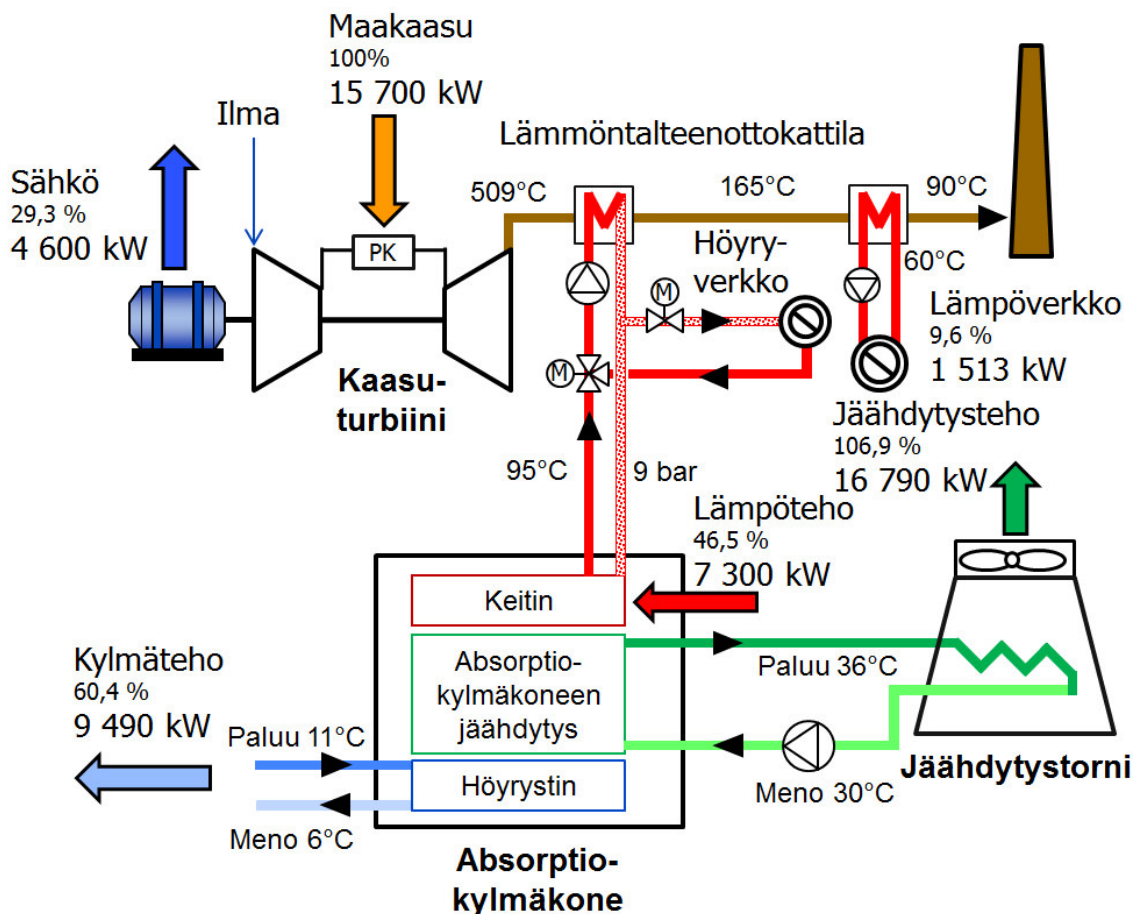 Maakaasu
100%
15 700 kW
Ilma
Lämmöntalteenottokattila
Sähkö
29,3 %
4 600 kW
509°C
165°C
90°C
PK
Höyry-
verkko
60°C
M
Lämpöverkko
9,6 %
1 513 kW
Kaasu-
turbiini
M
Jäähdytysteho
106,9 %
16 790 kW
95°C
9 bar
Lämpöteho
46,5 %
7 300 kW
Keitin
Absorptio-
kylmäkoneen
jäähdytys
Paluu 36°C
Kylmäteho
60,4 %
9 490 kW
Paluu 11°C
Höyrystin
Meno 30°C
Jäähdytystorni
Meno 6°C
Absorptio-
kylmäkone